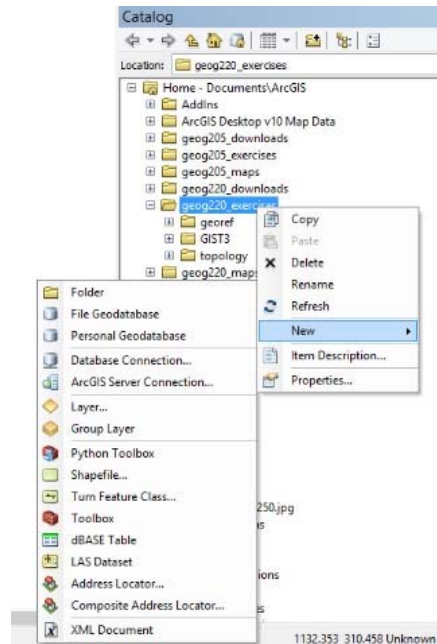 Catalog
Location: geog220_exercises
Home - Documents\ArcGIS
AddIns
ArcGIS Desktop v10 Map Data
geog205_downloads
geog205_exercises
geog205_maps
geog220_downloads
geog220_exercises
georef
GIST3
topology
geog220_maps
Copy
Paste
Delete
Rename
Refresh
New
Item Description...
Properties...
Folder
File Geodatabase
Personal Geodatabase
Database Connection...
ArcGIS Server Connection...
Layer...
Group Layer
Python Toolbox
Shapefile...
Turn Feature Class...
Toolbox
dBASE Table
LAS Dataset
Address Locator...
Composite Address Locator...
XML Document
250.jpg
ions
1132.353 310.458 Unknown